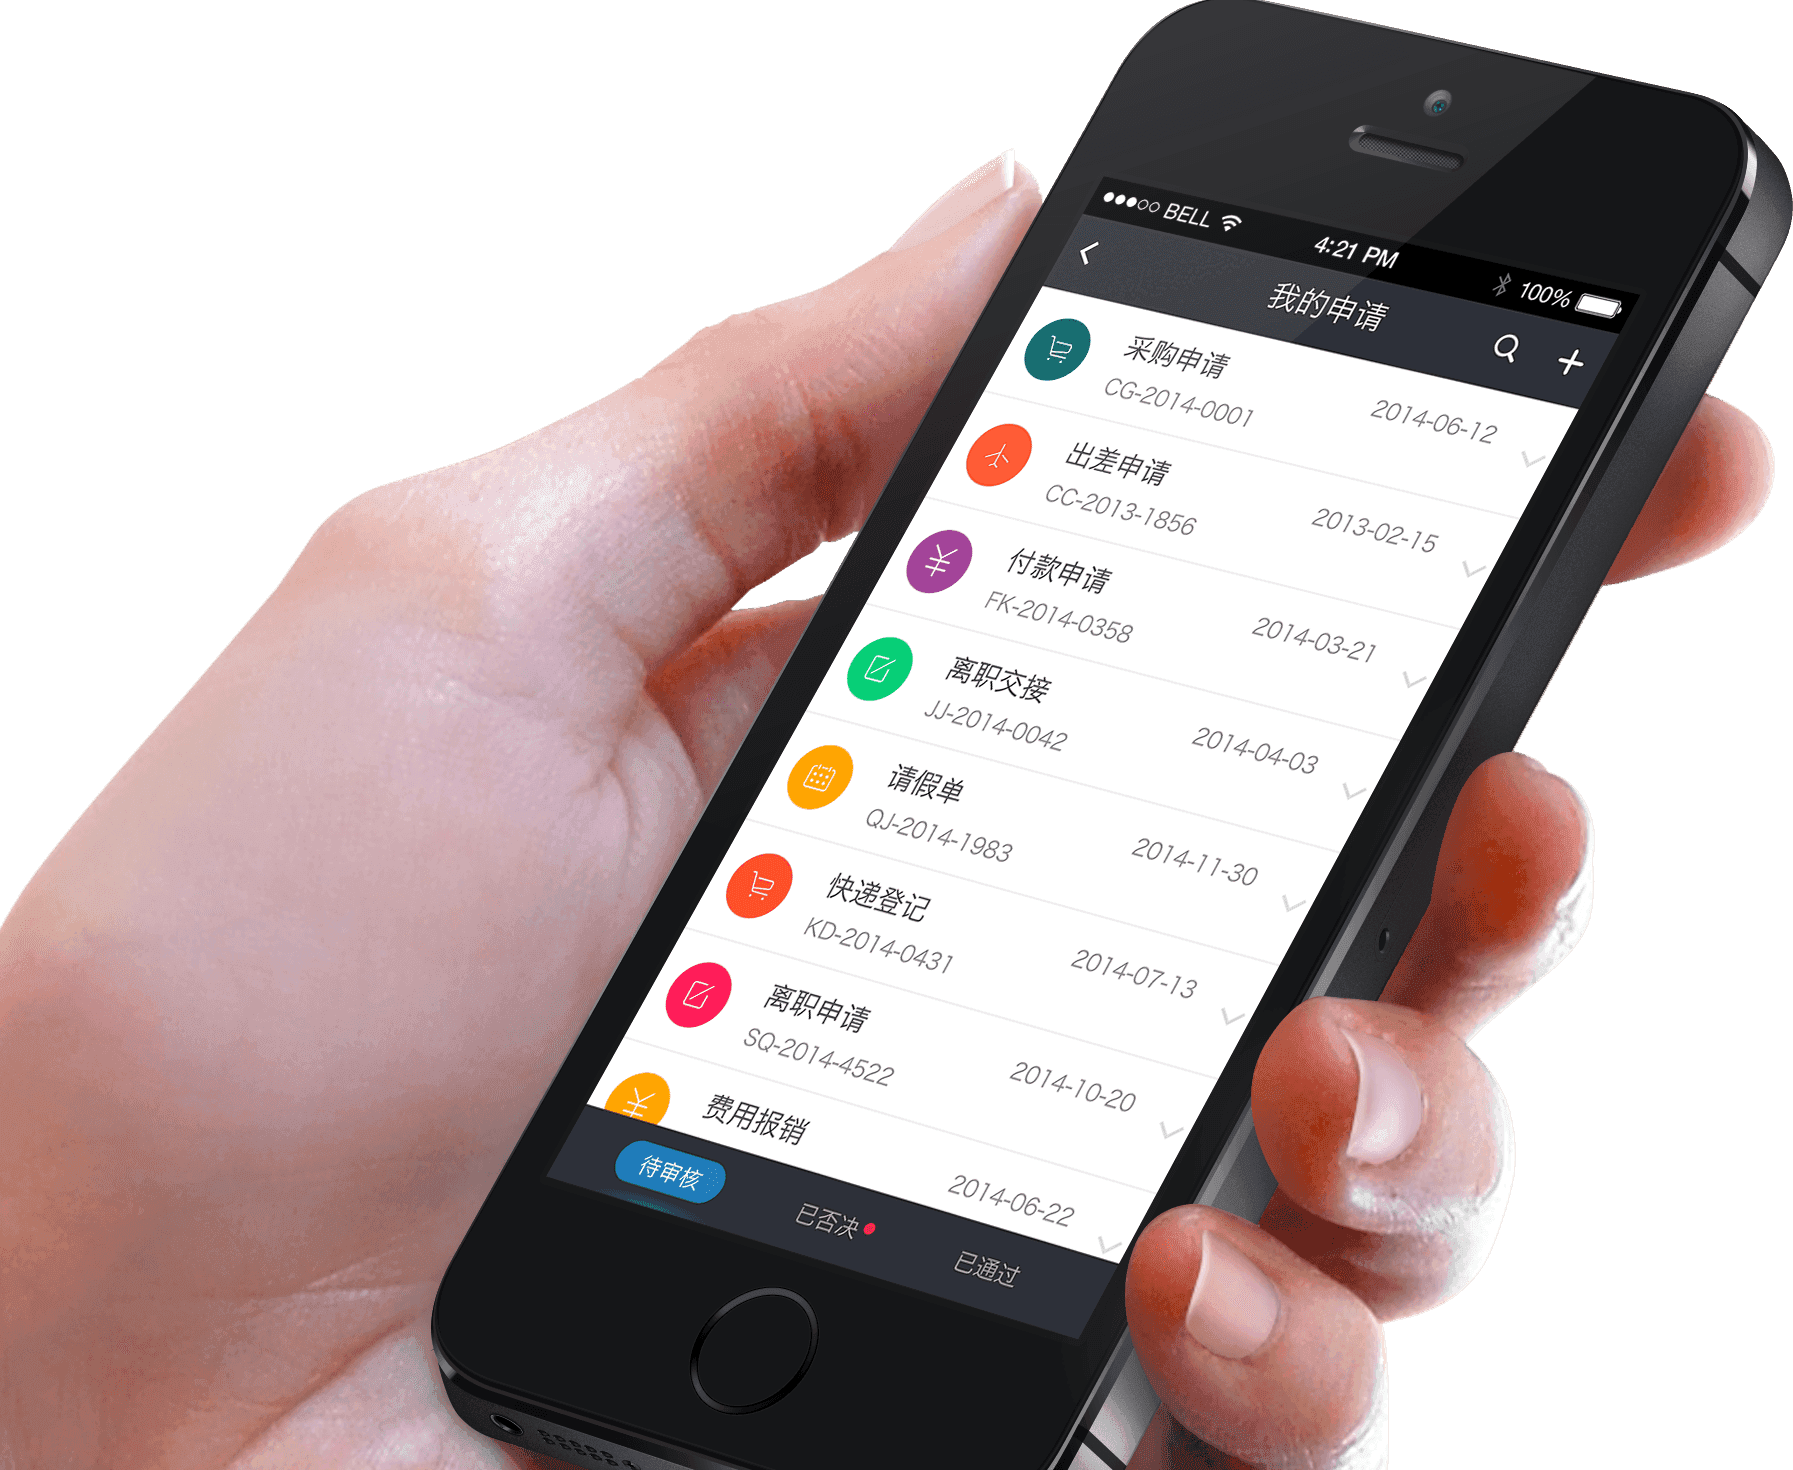 BELL 4:21 PM 100%
我的申请
采购申请
CG-2014-0001 2014-06-12
出差申请
CC-2013-1856 2013-02-15
付款申请
FK-2014-0358 2014-03-21
离职交接
JJ-2014-0042 2014-04-03
请假单
QJ-2014-1983 2014-11-30
快递登记
KD-2014-0431 2014-07-13
离职申请
SQ-2014-4522 2014-10-20
费用报销
2014-06-22
待审核 已否决 已通过